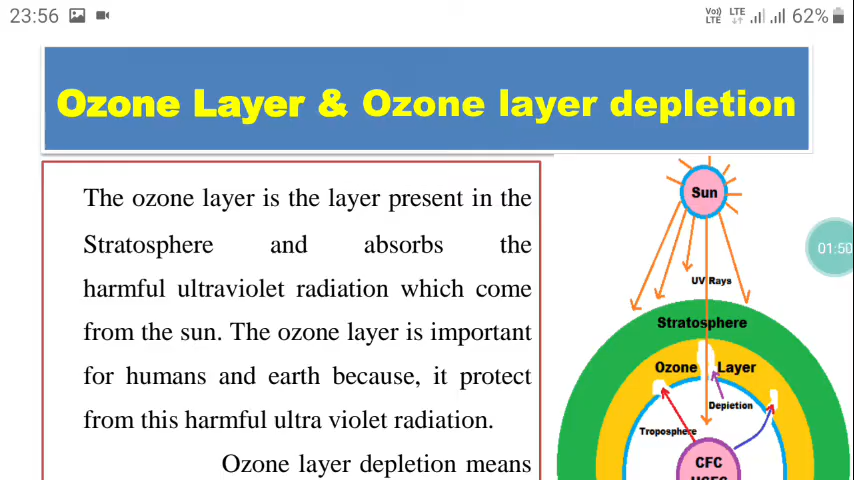 23:56
Vo)) LTE LTE 62%
Ozone Layer & Ozone layer depletion
The ozone layer is the layer present in the
Stratosphere and absorbs the
harmful ultraviolet radiation which come
from the sun. The ozone layer is important
for humans and earth because, it protect
from this harmful ultra violet radiation.
Ozone layer depletion means
Sun
01:50
UV Rays
Stratosphere
Ozone Layer
Depletion
Troposphere
CFC
HCFC